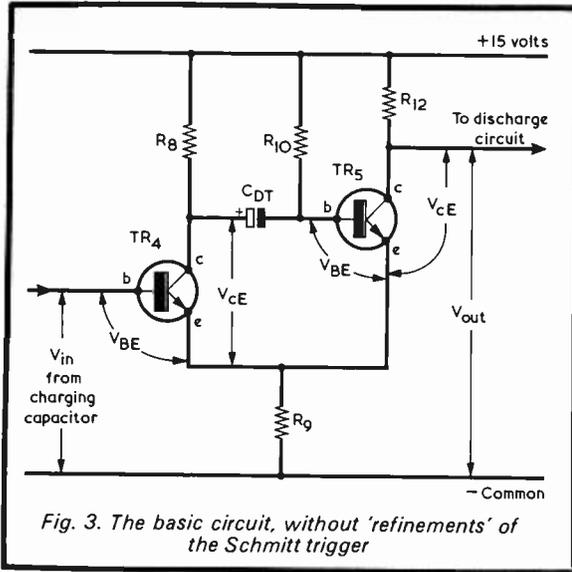 +15 volts
R8
R10
R12
To discharge
circuit
CDT
+
TR5
b
c
e
VCE
VBE
TR4
b
c
e
VCE
VBE
Vin
from
charging
capacitor
Vout
R9
− Common
Fig. 3. The basic circuit, without 'refinements' of
the Schmitt trigger